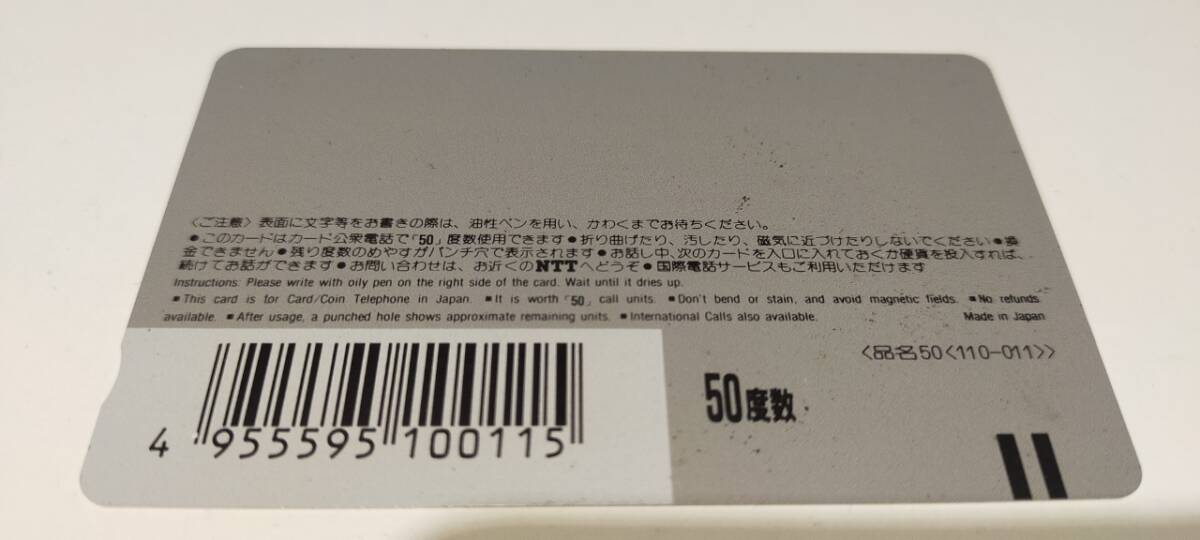 〈ご注意〉表面に文字等をお書きの際は、油性ペンを用い、かわくまでお待ちください。
●このカードはカード公衆電話で「50」度数使用できます●折り曲げたり、汚したり、磁気に近づけたりしないでください●換
金できません●残り度数のめやすがパンチ穴で表示されます●お話し中、次のカードを入口に入れておくか硬貨を投入すれば、
続けてお話ができます●お問い合わせは、お近くのNTTへどうぞ●国際電話サービスもご利用いただけます
Instructions: Please write with oily pen on the right side of the card. Wait until it dries up.
■This card is for Card/Coin Telephone in Japan. ■It is worth「50」call units. ■Don't bend or stain, and avoid magnetic fields. ■No refunds
available. ■After usage, a punched hole shows approximate remaining units. ■International Calls also available. Made in Japan
〈品名50〈110-011〉〉
50度数
4 955595 100115